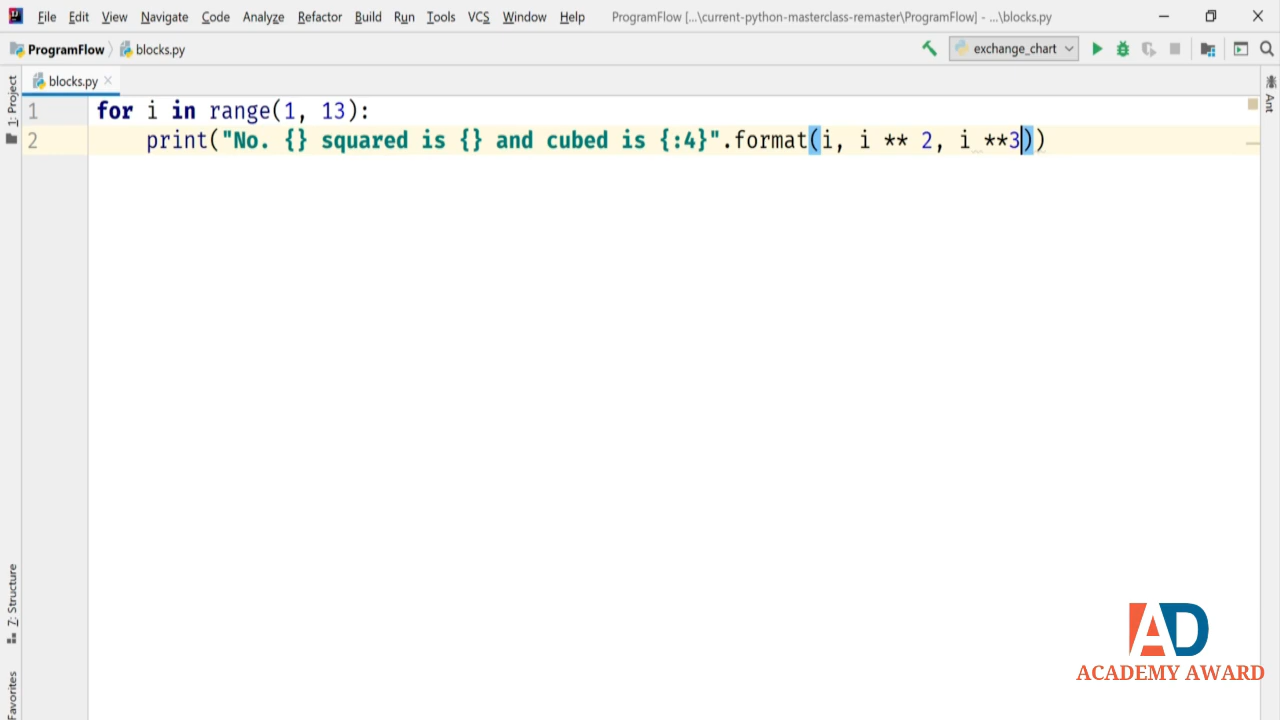 File Edit View Navigate Code Analyze Refactor Build Run Tools VCS Window Help ProgramFlow [...\current-python-masterclass-remaster\ProgramFlow] - ...\blocks.py
ProgramFlow blocks.py exchange_chart
blocks.py
1 for i in range(1, 13):
2 print("No. {} squared is {} and cubed is {:4}".format(i, i ** 2, i **3))
1: Project
Ant
Z: Structure
Favorites
AD
ACADEMY AWARD